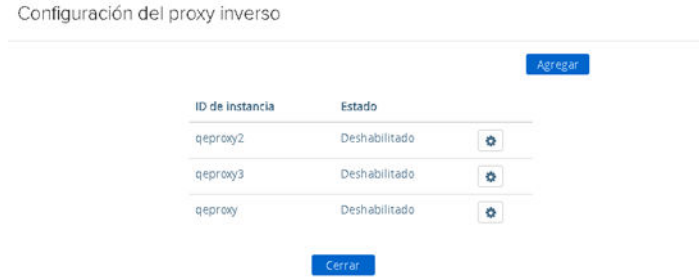 Configuración del proxy inverso
Agregar
ID de instancia Estado
qeproxy2 Deshabilitado
qeproxy3 Deshabilitado
qeproxy Deshabilitado
Cerrar